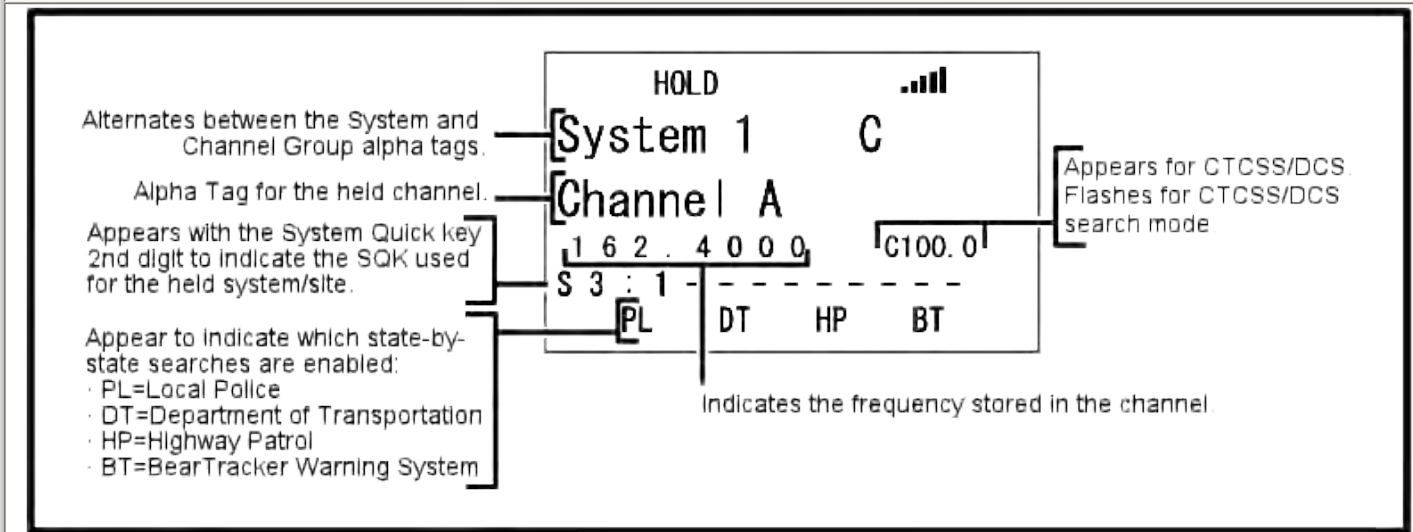 HOLD
System 1 C
Channel A
162.4000 C100.0
S3:1---------
PL DT HP BT
Alternates between the System and
Channel Group alpha tags.
Alpha Tag for the held channel.
Appears with the System Quick key
2nd digit to indicate the SQK used
for the held system/site.
Appear to indicate which state-by-
state searches are enabled:
· PL=Local Police
· DT=Department of Transportation
· HP=Highway Patrol
· BT=BearTracker Warning System
Appears for CTCSS/DCS.
Flashes for CTCSS/DCS
search mode
Indicates the frequency stored in the channel.